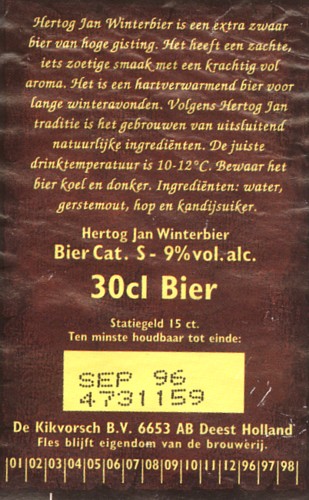 Hertog Jan Winterbier is een extra zwaar
bier van hoge gisting. Het heeft een zachte,
iets zoetige smaak met een krachtig vol
aroma. Het is een hartverwarmend bier voor
lange winteravonden. Volgens Hertog Jan
traditie is het gebrouwen van uitsluitend
natuurlijke ingrediënten. De juiste
drinktemperatuur is 10-12°C. Bewaar het
bier koel en donker. Ingrediënten: water,
gerstemout, hop en kandijsuiker.
Hertog Jan Winterbier
Bier Cat. S - 9% vol. alc.
30cl Bier
Statiegeld 15 ct.
Ten minste houdbaar tot einde:
SEP 96
4731159
De Kikvorsch B.V. 6653 AB Deest Holland
Fles blijft eigendom van de brouwerij.
|01|02|03|04|05|06|07|08|09|10|11|12|96|97|98|